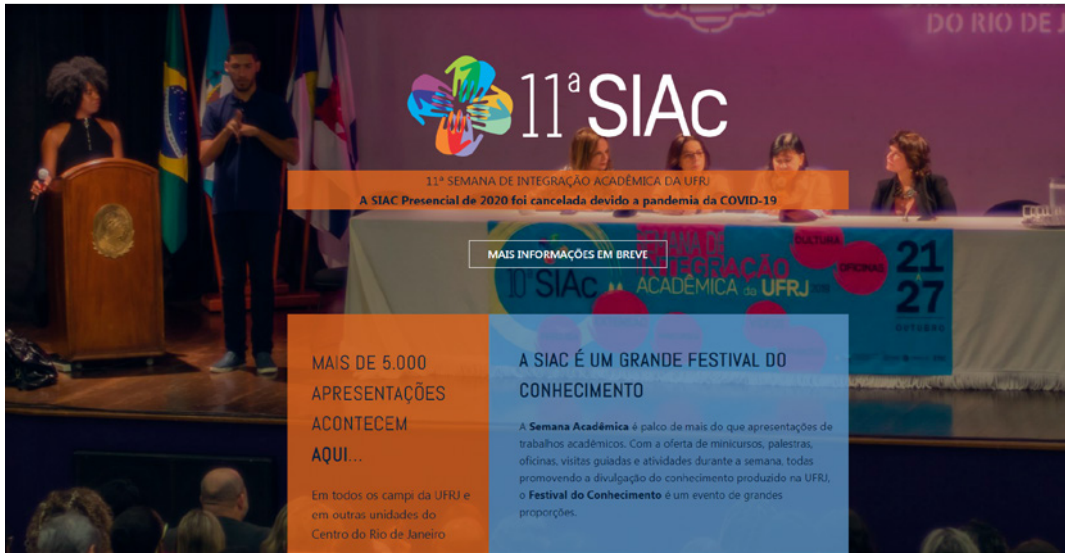 DO RIO DE J
11ª SIAc
11ª SEMANA DE INTEGRAÇÃO ACADÊMICA DA UFRJ
A SIAC Presencial de 2020 foi cancelada devido a pandemia da COVID-19
MAIS INFORMAÇÕES EM BREVE
10ª SIAc
SEMANA DE
INTEGRAÇÃO
ACADÊMICA da UFRJ
CULTURA
OFICINAS
21
A
27
OUTUBRO
MAIS DE 5.000
APRESENTAÇÕES
ACONTECEM
AQUI...
Em todos os campi da UFRJ e
em outras unidades do
Centro do Rio de Janeiro
A SIAC É UM GRANDE FESTIVAL DO
CONHECIMENTO
A Semana Acadêmica é palco de mais do que apresentações de
trabalhos acadêmicos. Com a oferta de minicursos, palestras,
oficinas, visitas guiadas e atividades durante a semana, todas
promovendo a divulgação do conhecimento produzido na UFRJ,
o Festival do Conhecimento é um evento de grandes
proporções.